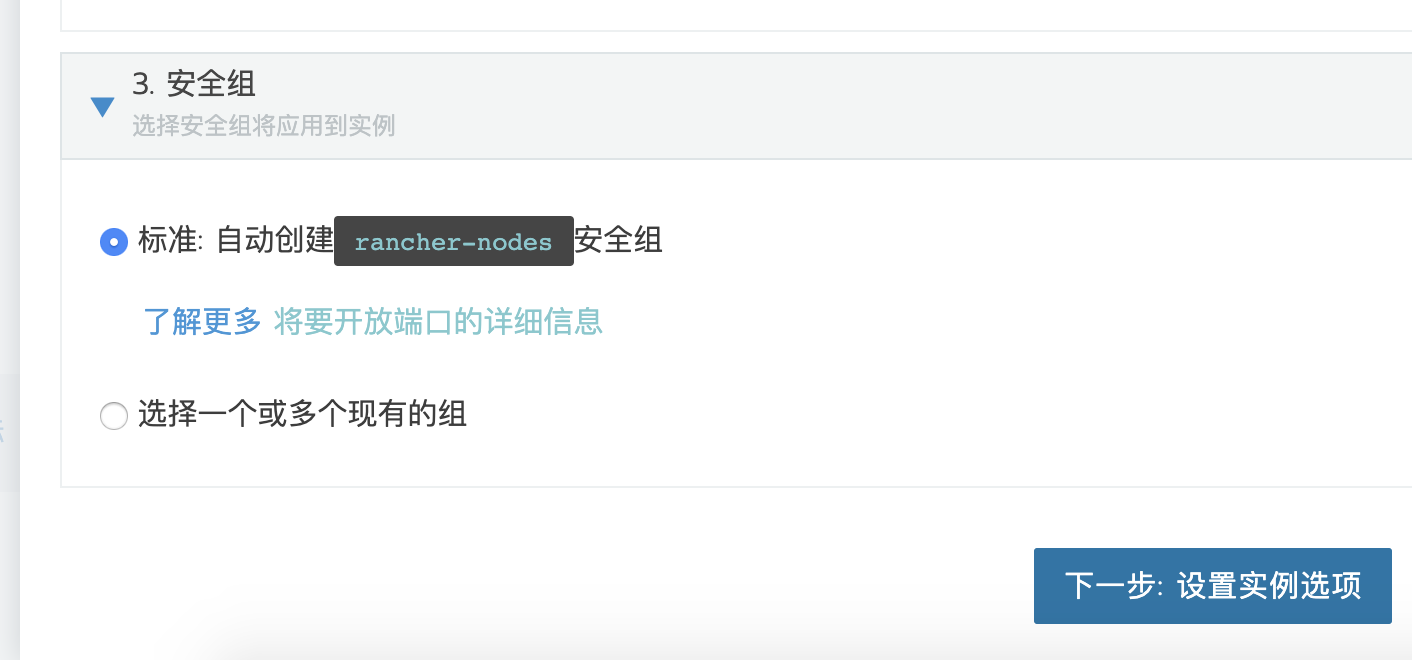 3. 安全组
选择安全组将应用到实例
标准: 自动创建 rancher-nodes 安全组
了解更多 将要开放端口的详细信息
选择一个或多个现有的组
下一步: 设置实例选项